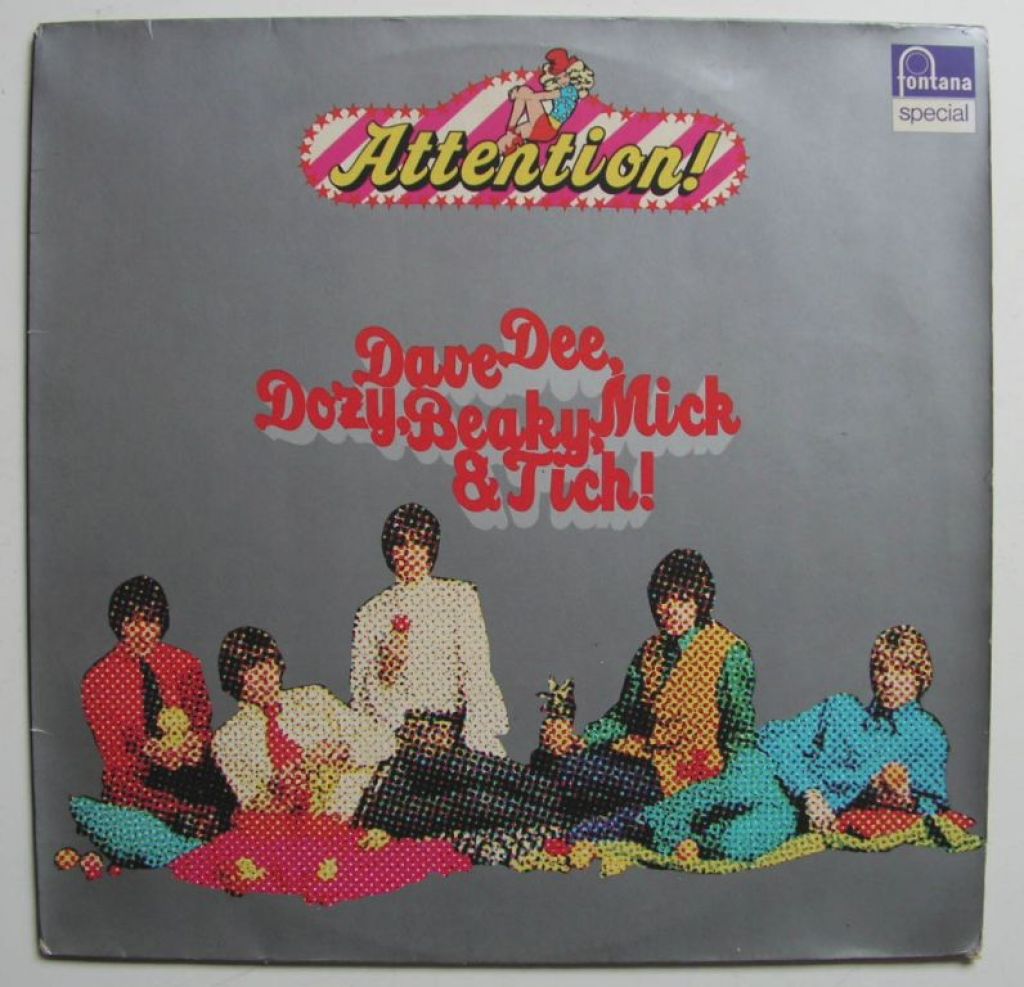 fontana
special
Attention!
Dave Dee,
Dozy, Beaky, Mick
& Tich!